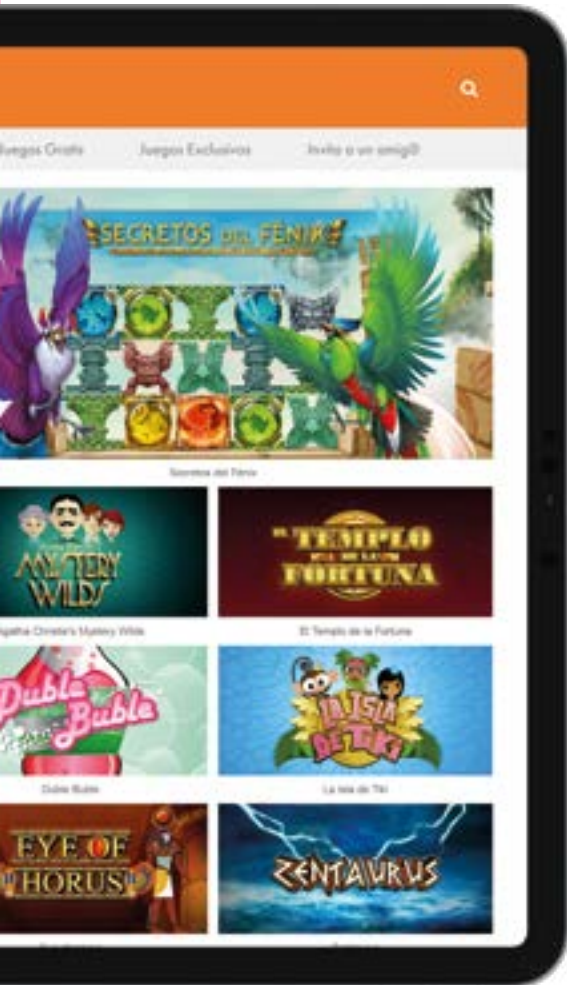 Juegos Gratis Juegos Exclusivos Invita a un amig@
SECRETOS DEL FÉNIX
Secretos del Fénix
MYSTERY
WILDS
EL TEMPLO
DE LA
FORTUNA
Agatha Christie's Mystery Wilds
El Templo de la Fortuna
Duble
Buble
LA ISLA
DE TIKI
Duble Buble
La Isla de Tiki
EYE OF
HORUS
ZENTAURUS